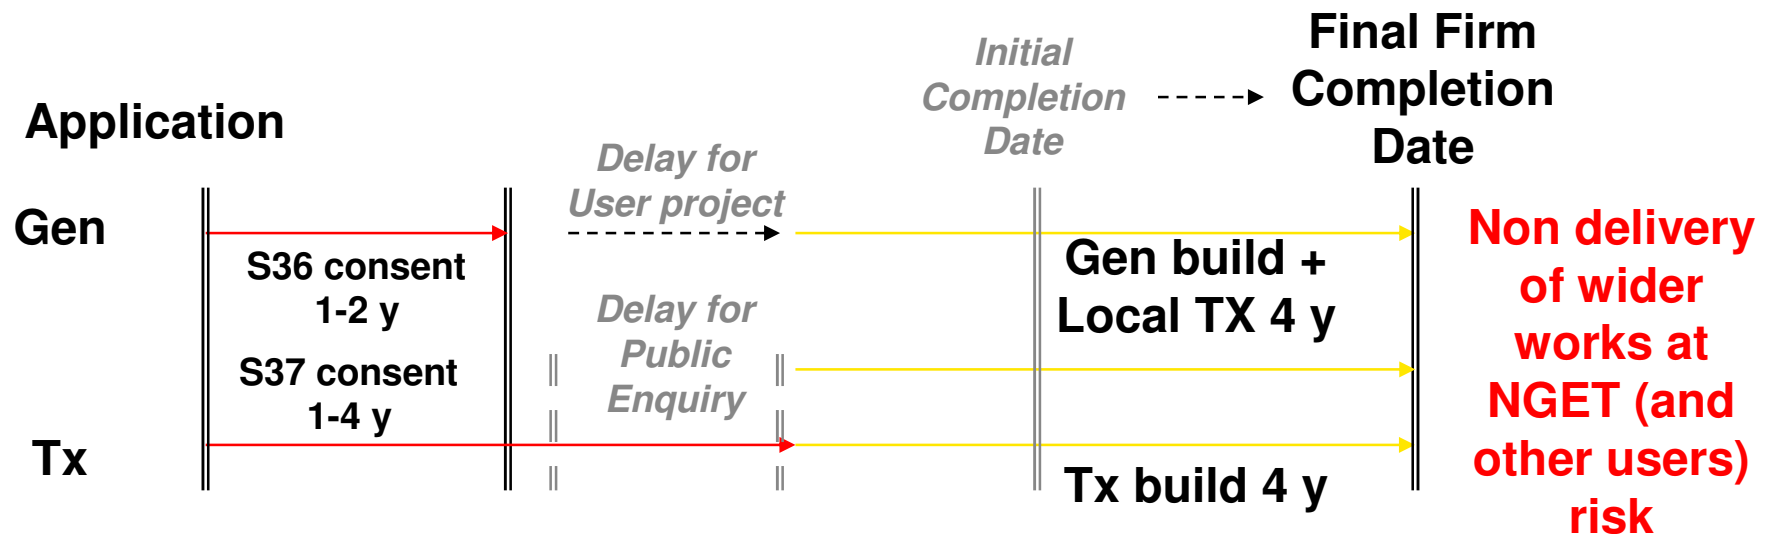 Application
Gen
S36 consent
1-2 y
S37 consent
1-4 y
Tx
Delay for
User project
Delay for
Public
Enquiry
Initial
Completion
Date
Final Firm
Completion
Date
Gen build +
Local TX 4 y
Tx build 4 y
Non delivery
of wider
works at
NGET (and
other users)
risk